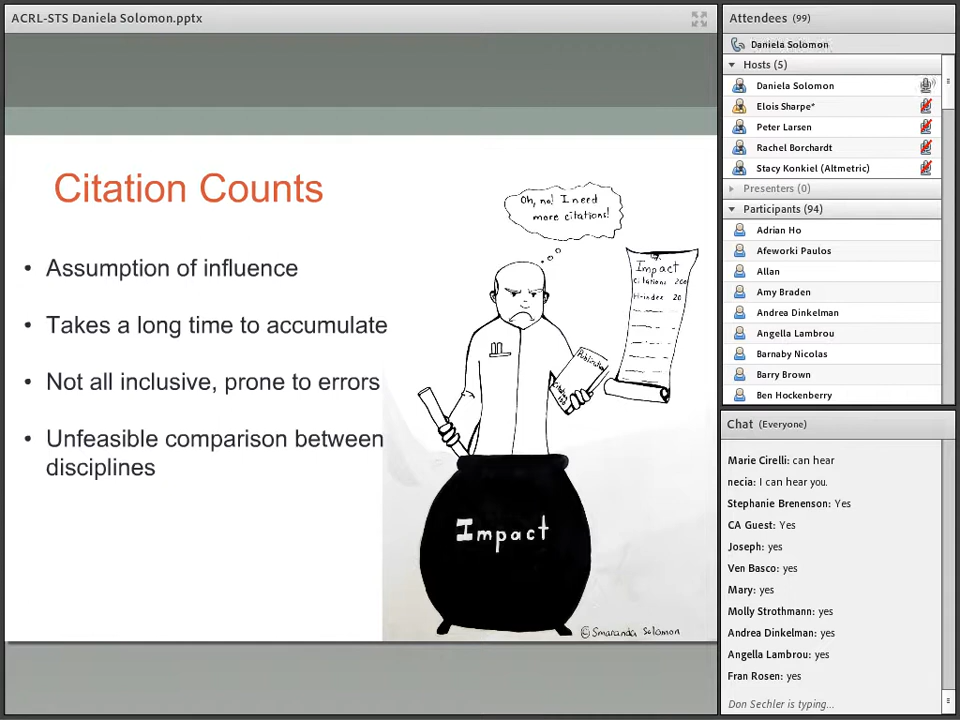 ACRL-STS Daniela Solomon.pptx
Citation Counts
• Assumption of influence
• Takes a long time to accumulate
• Not all inclusive, prone to errors
• Unfeasible comparison between
disciplines
Oh, no! I need
more citations!
Impact
Citations 200
H-index 20
Publication
Impact
©Smaranda Solomon
Attendees (99)
Daniela Solomon
Hosts (5)
Daniela Solomon
Elois Sharpe*
Peter Larsen
Rachel Borchardt
Stacy Konkiel (Altmetric)
Presenters (0)
Participants (94)
Adrian Ho
Afeworki Paulos
Allan
Amy Braden
Andrea Dinkelman
Angella Lambrou
Barnaby Nicolas
Barry Brown
Ben Hockenberry
Chat (Everyone)
Marie Cirelli: can hear
necia: I can hear you.
Stephanie Brenenson: Yes
CA Guest: Yes
Joseph: yes
Ven Basco: yes
Mary: yes
Molly Strothmann: yes
Andrea Dinkelman: yes
Angella Lambrou: yes
Fran Rosen: yes
Don Sechler is typing...